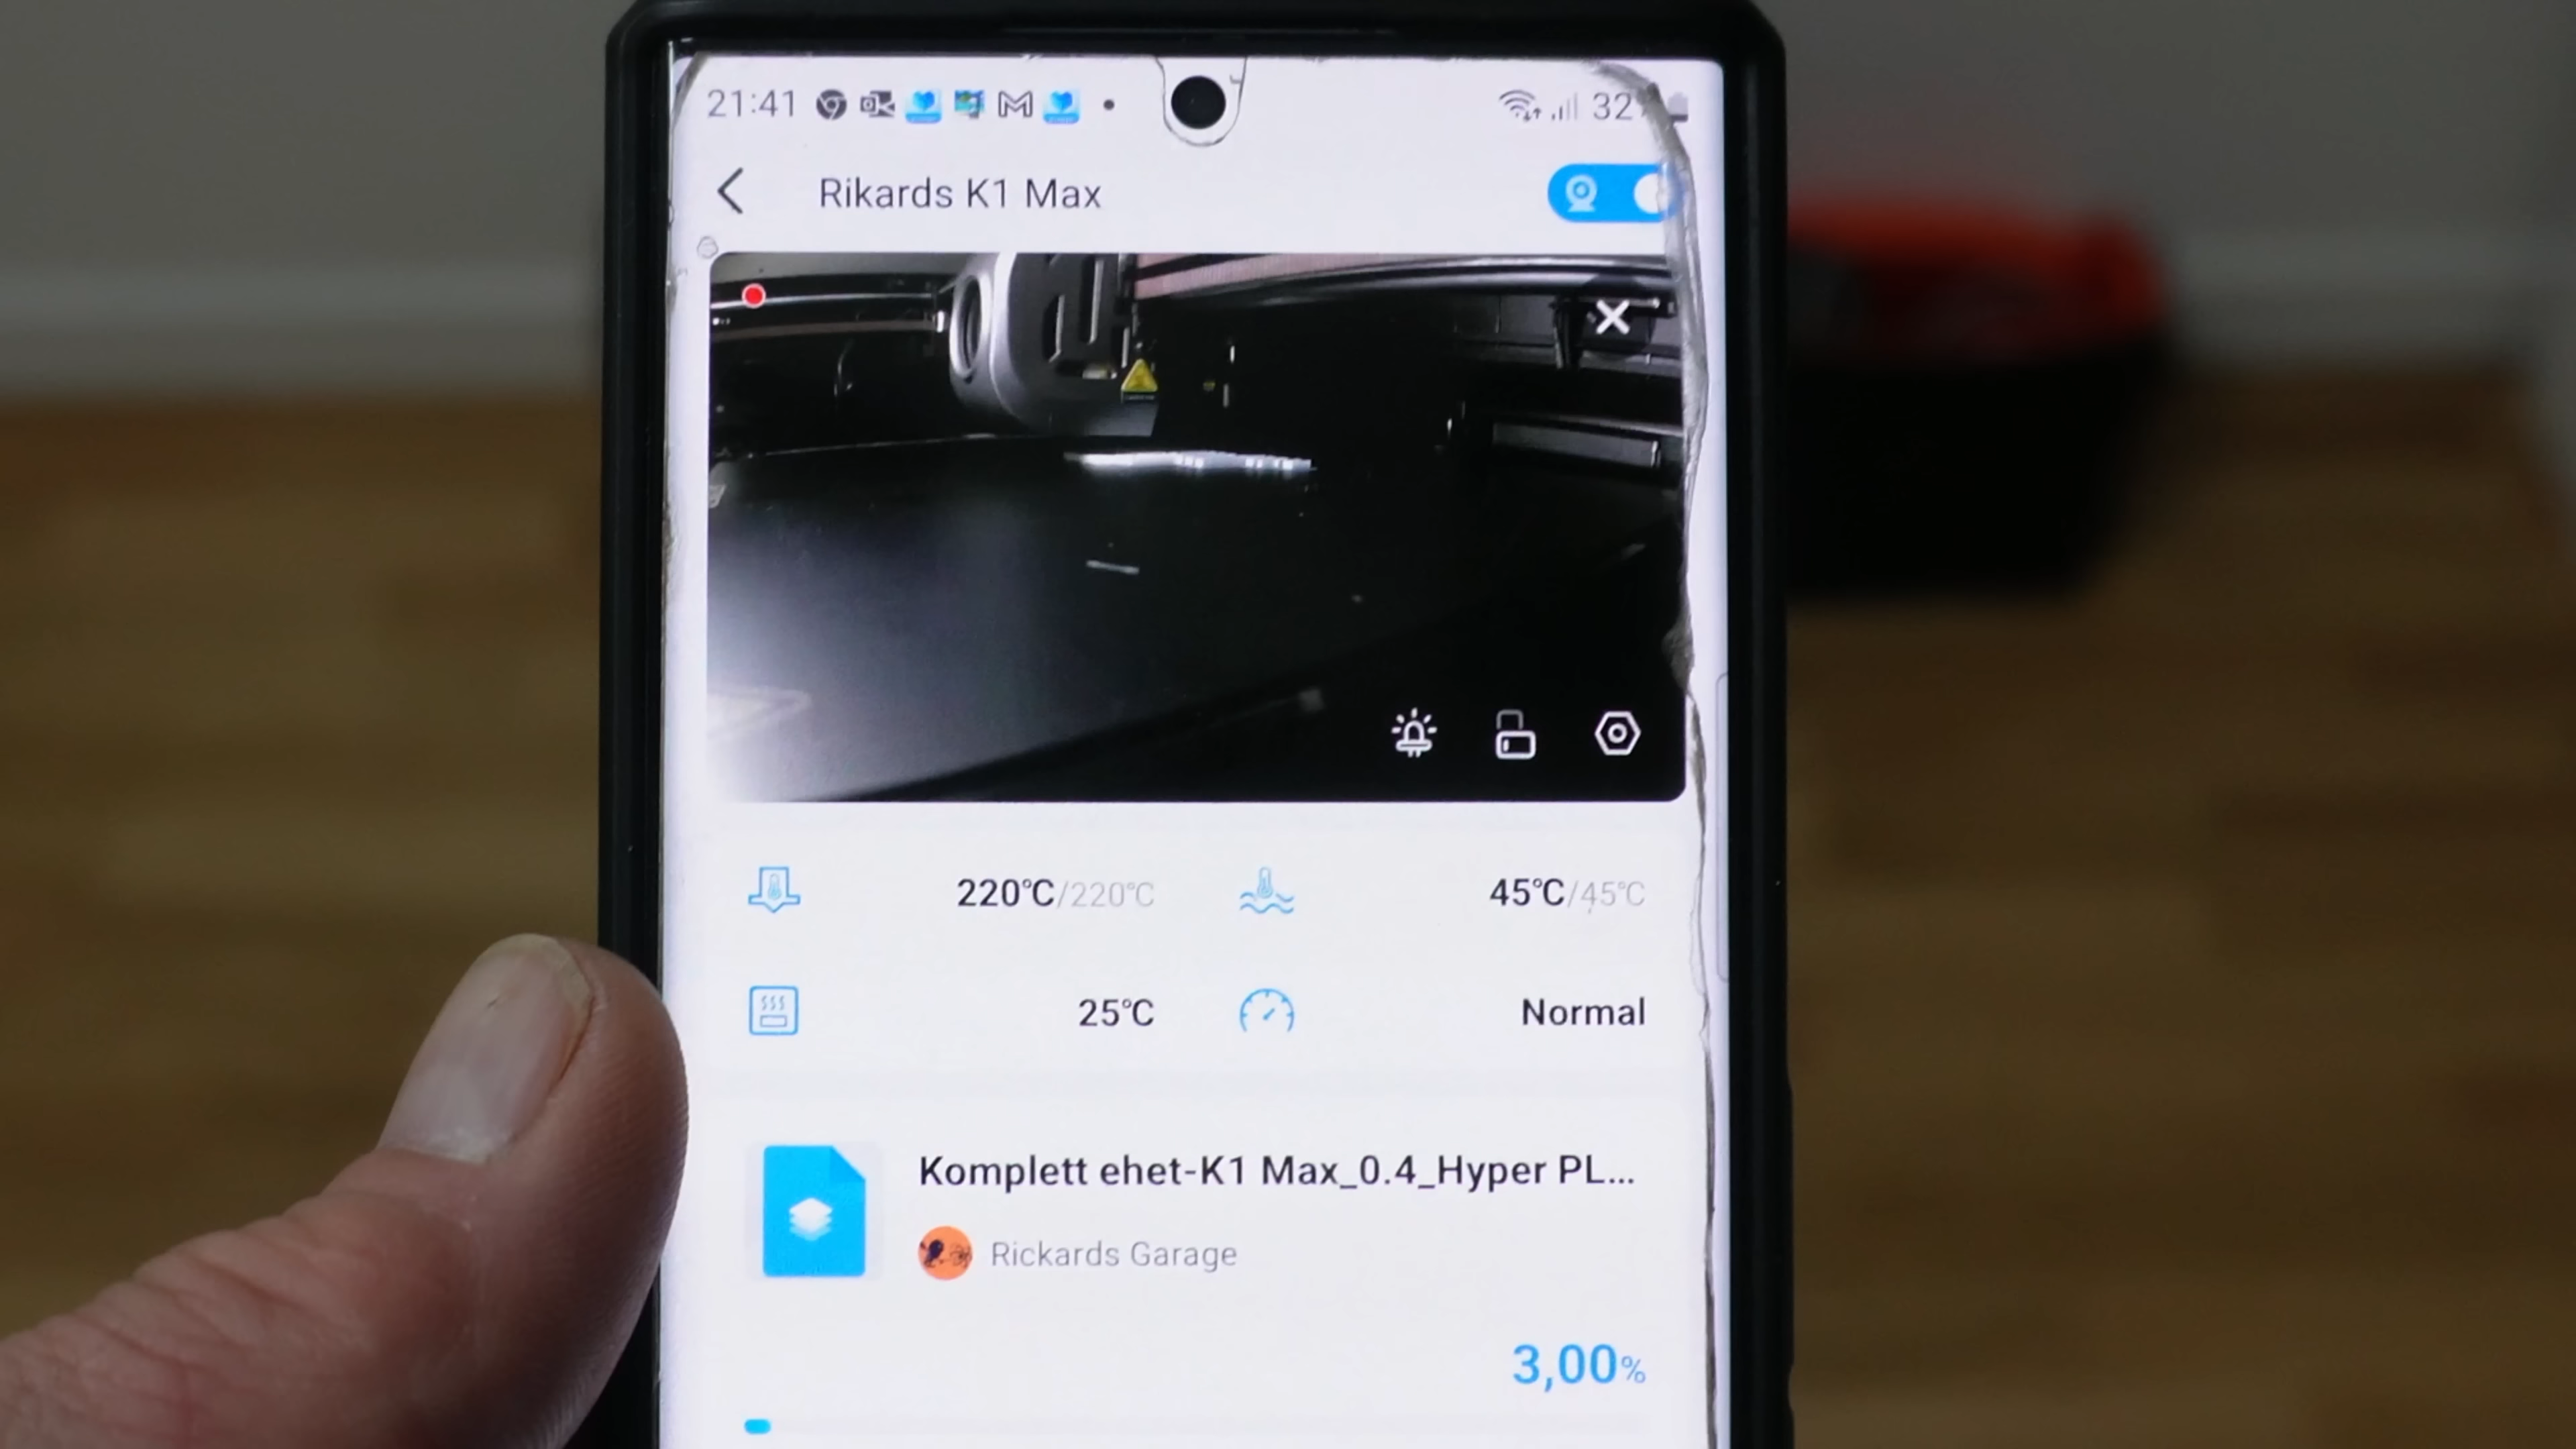 21:41
32
Rikards K1 Max
220°C/220°C
45°C/45°C
25°C
Normal
Komplett ehet-K1 Max_0.4_Hyper PL...
Rickards Garage
3,00%